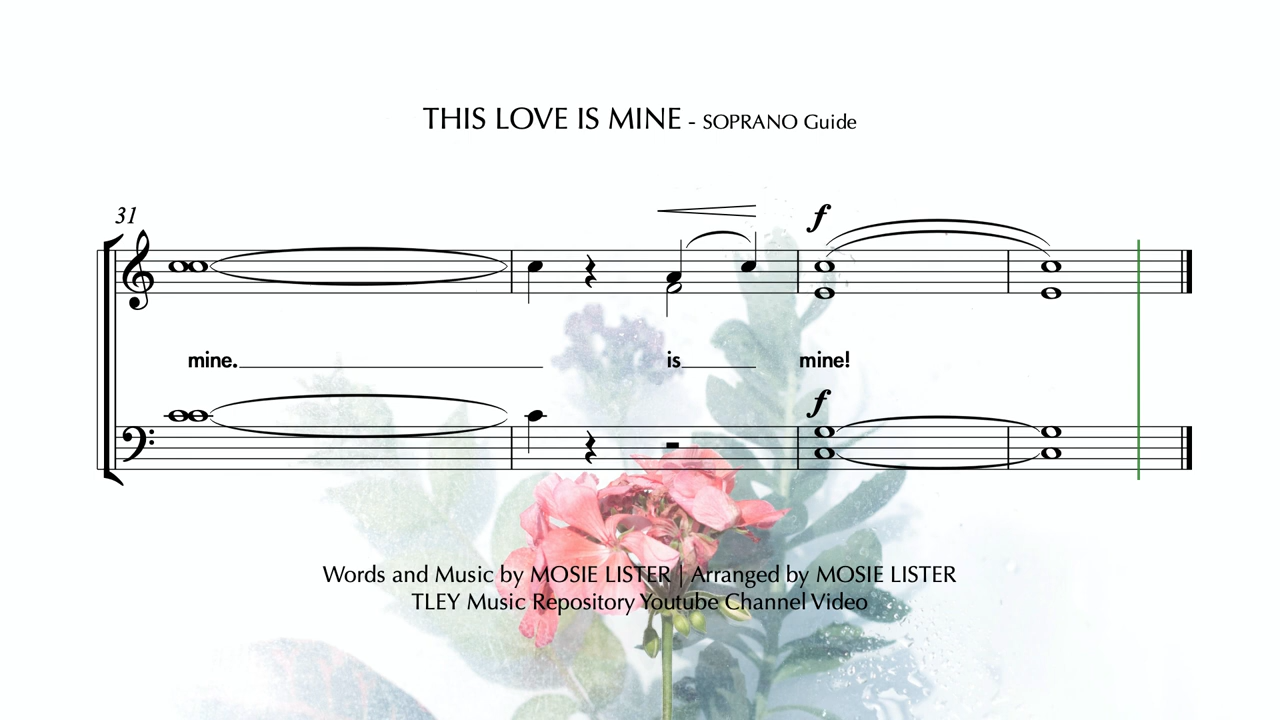 THIS LOVE IS MINE - SOPRANO Guide
31
f
mine. is mine!
f
Words and Music by MOSIE LISTER | Arranged by MOSIE LISTER
TLEY Music Repository Youtube Channel Video